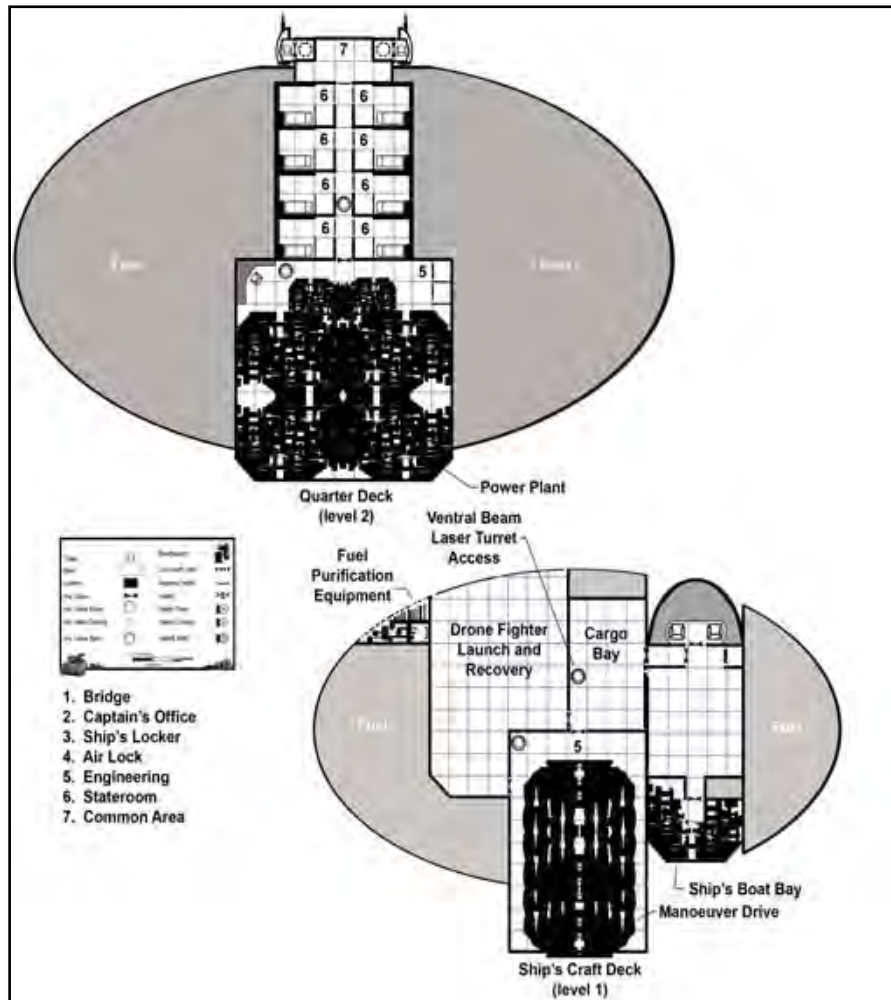 7
6 6
6 6
6 6
6 6
5
Power Plant
Quarter Deck
(level 2)
Ventral Beam
Laser Turret
Access
Fuel
Purification
Equipment
Drone Fighter
Launch and
Recovery
Cargo
Bay
Fuel
Fuel
5
1. Bridge
2. Captain's Office
3. Ship's Locker
4. Air Lock
5. Engineering
6. Stateroom
7. Common Area
Ship's Boat Bay
Manoeuver Drive
Ship's Craft Deck
(level 1)